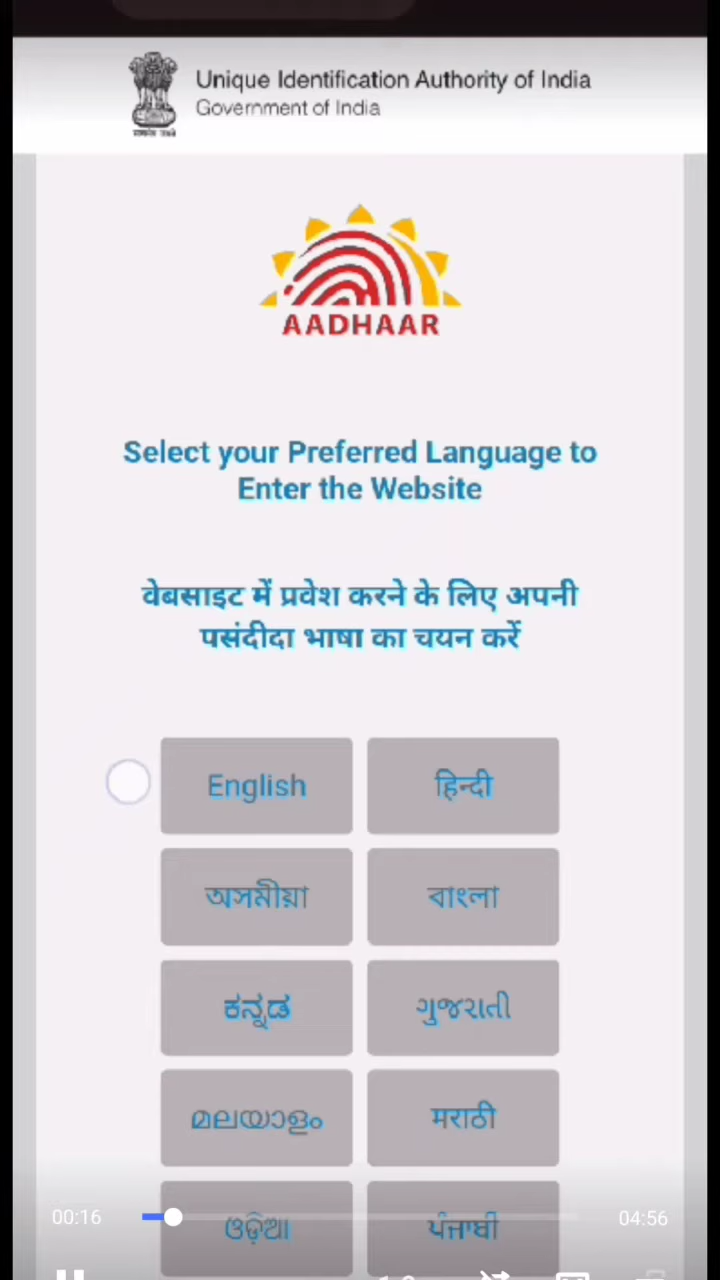 Unique Identification Authority of India
Government of India
AADHAAR
Select your Preferred Language to
Enter the Website
वेबसाइट में प्रवेश करने के लिए अपनी
पसंदीदा भाषा का चयन करें
English
हिन्दी
অসমীয়া
বাংলা
ಕನ್ನಡ
ગુજરાતી
മലയാളം
मराठी
ଓଡ଼ିଆ
ਪੰਜਾਬੀ
00:16
04:56